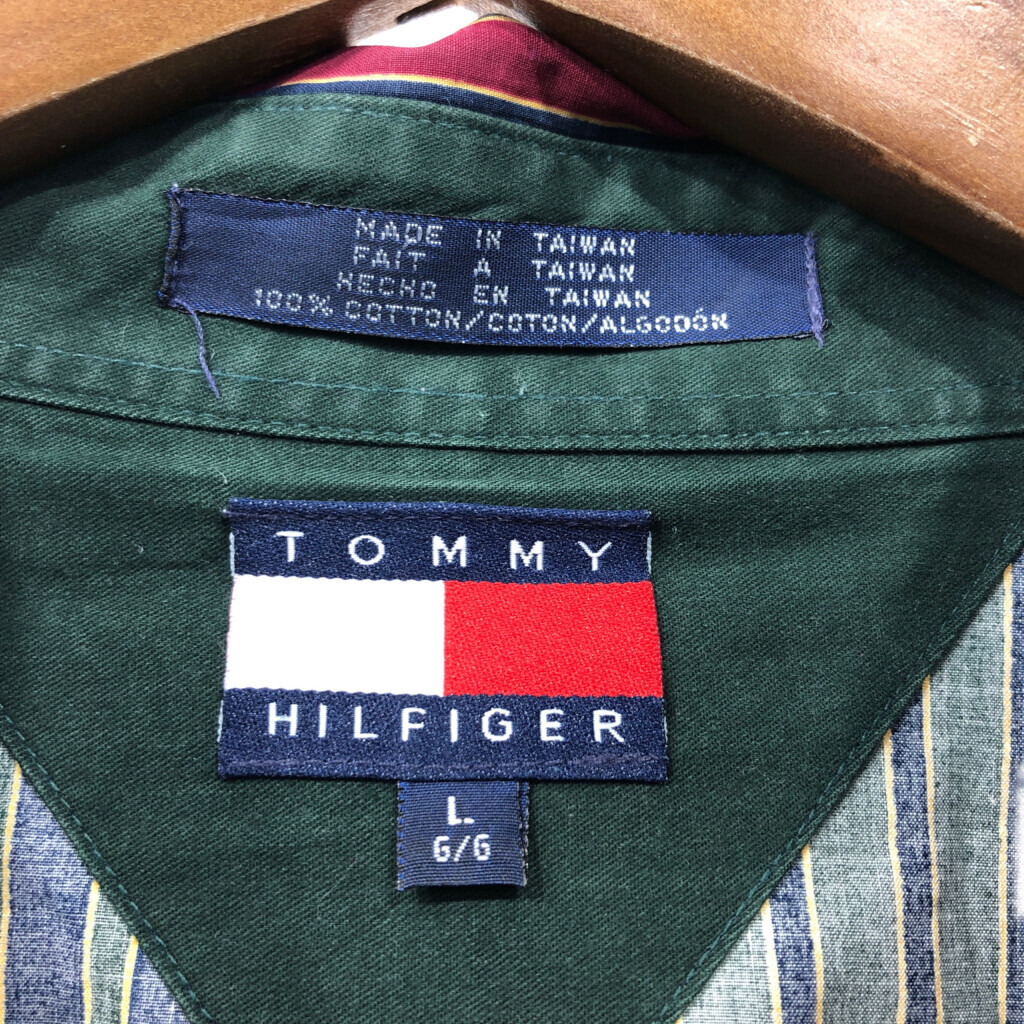 MADE IN TAIWAN
FAIT A TAIWAN
HECHO EN TAIWAN
100% COTTON/COTON/ALGODÓN
TOMMY
HILFIGER
L.
G/G